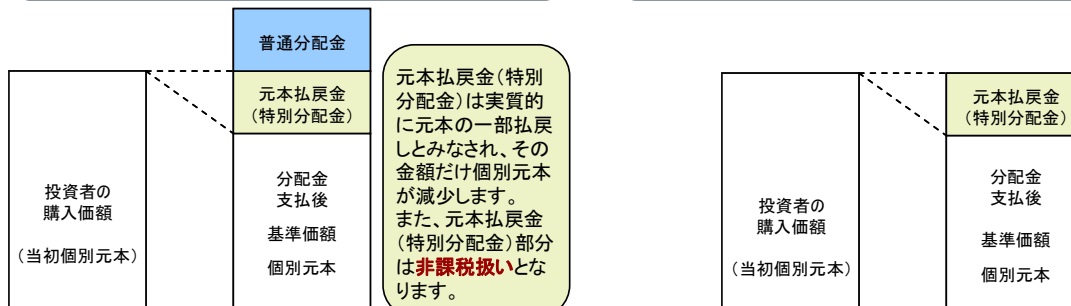 普通分配金
元本払戻金
(特別分配金)
投資者の
購入価額
(当初個別元本)
分配金
支払後
基準価額
個別元本
元本払戻金(特別
分配金)は実質的
に元本の一部払戻
しとみなされ、その
金額だけ個別元本
が減少します。
また、元本払戻金
(特別分配金)部分
は非課税扱いとな
ります。
元本払戻金
(特別分配金)
投資者の
購入価額
(当初個別元本)
分配金
支払後
基準価額
個別元本